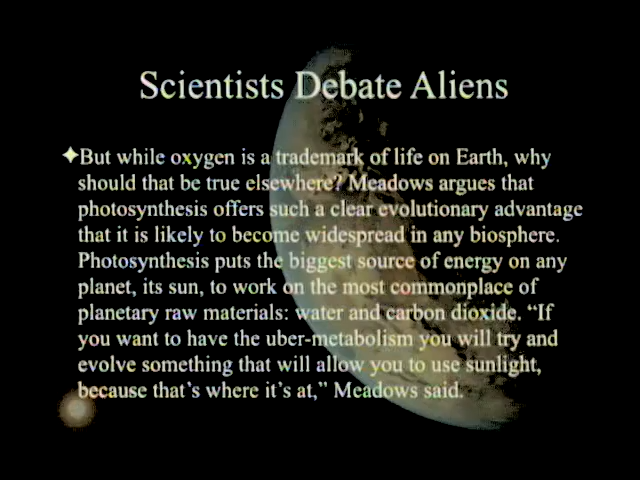 Scientists Debate Aliens
But while oxygen is a trademark of life on Earth, why
should that be true elsewhere? Meadows argues that
photosynthesis offers such a clear evolutionary advantage
that it is likely to become widespread in any biosphere.
Photosynthesis puts the biggest source of energy on any
planet, its sun, to work on the most commonplace of
planetary raw materials: water and carbon dioxide. “If
you want to have the uber-metabolism you will try and
evolve something that will allow you to use sunlight,
because that’s where it’s at,” Meadows said.